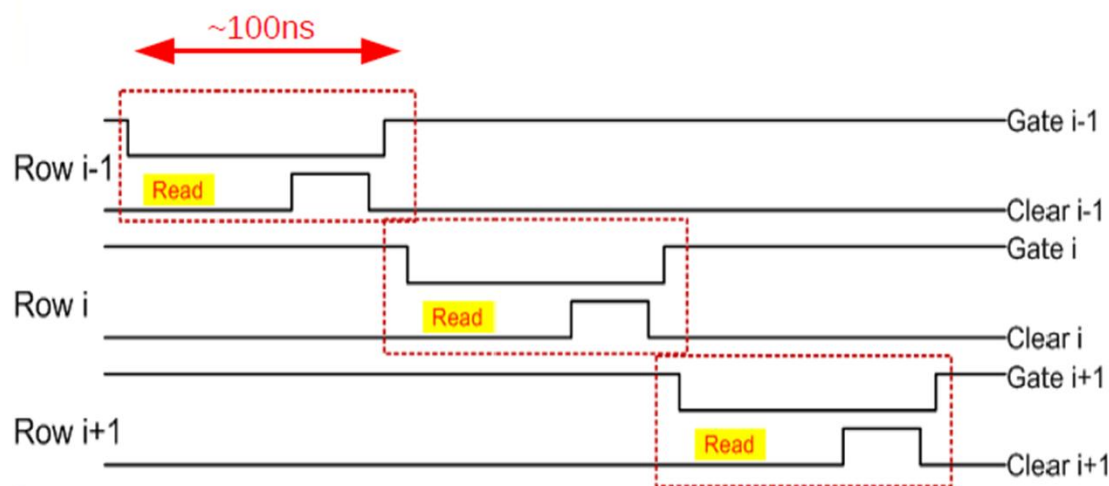 ~100ns
Gate i-1
Row i-1
Read
Clear i-1
Gate i
Row i
Read
Clear i
Gate i+1
Row i+1
Read
Clear i+1